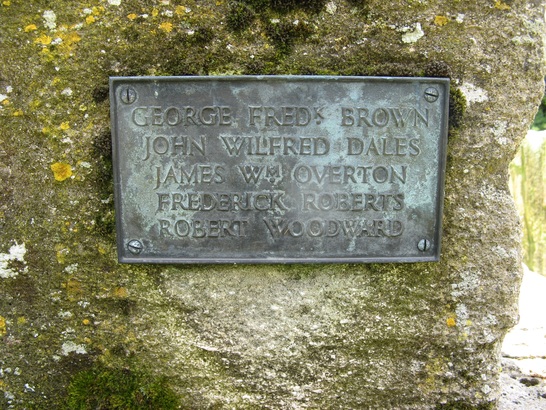 GEORGE FREDK BROWN
JOHN WILFRED DALES
JAMES WM OVERTON
FREDERICK ROBERTS
ROBERT WOODWARD